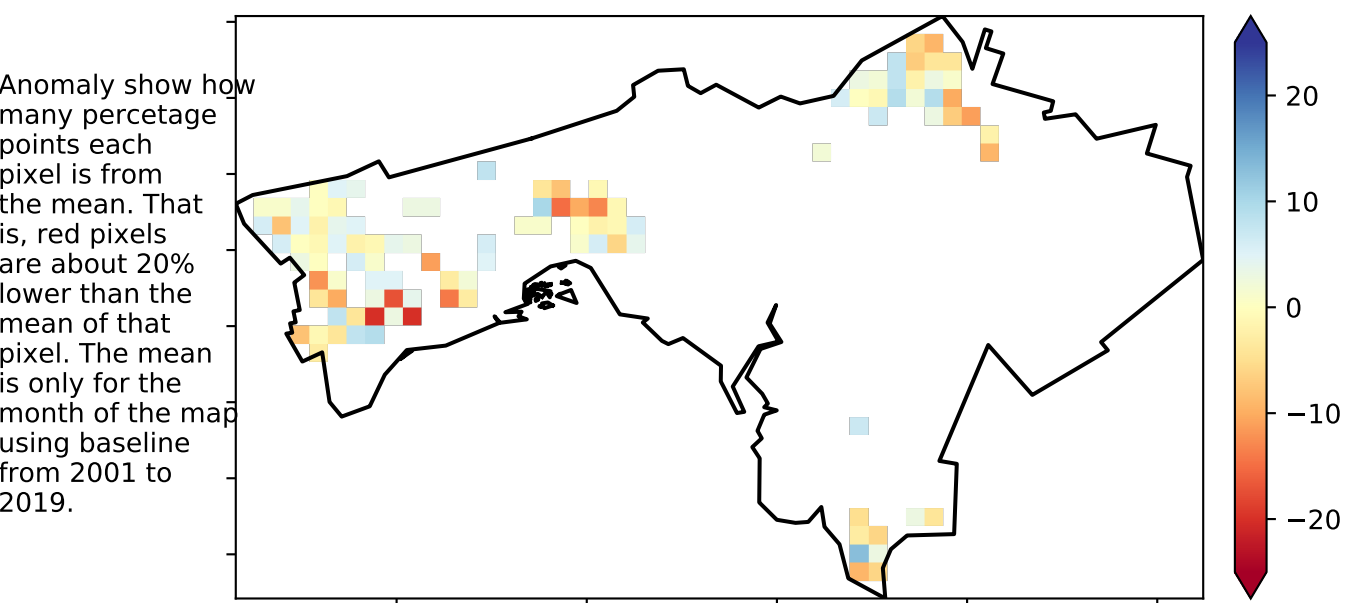 Anomaly show how
many percetage
points each
pixel is from
the mean. That
is, red pixels
are about 20%
lower than the
mean of that
pixel. The mean
is only for the
month of the map
using baseline
from 2001 to
2019.
20
10
0
−10
−20